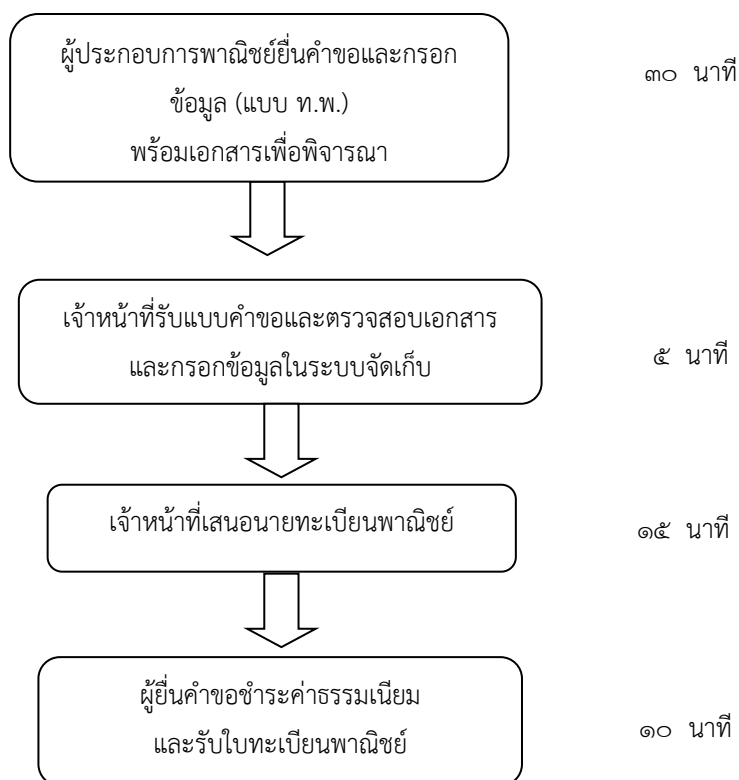 ผู้ประกอบการพาณิชย์ยื่นคำขอและกรอก
ข้อมูล (แบบ ท.พ.)
พร้อมเอกสารเพื่อพิจารณา
๓๐ นาที
เจ้าหน้าที่รับแบบคำขอและตรวจสอบเอกสาร
และกรอกข้อมูลในระบบจัดเก็บ
๕ นาที
เจ้าหน้าที่เสนอนายทะเบียนพาณิชย์
๑๕ นาที
ผู้ยื่นคำขอชำระค่าธรรมเนียม
และรับใบทะเบียนพาณิชย์
๑๐ นาที